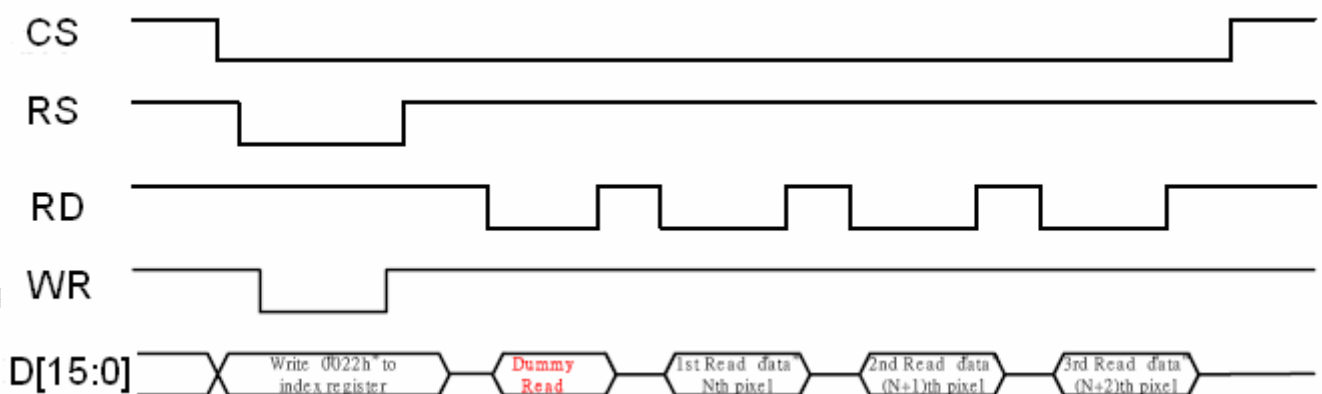 CS
RS
RD
WR
D[15:0]
Write "0022h" to
index register
Dummy
Read
1st Read data"
Nth pixel
2nd Read data"
(N+1)th pixel
3rd Read data"
(N+2)th pixel